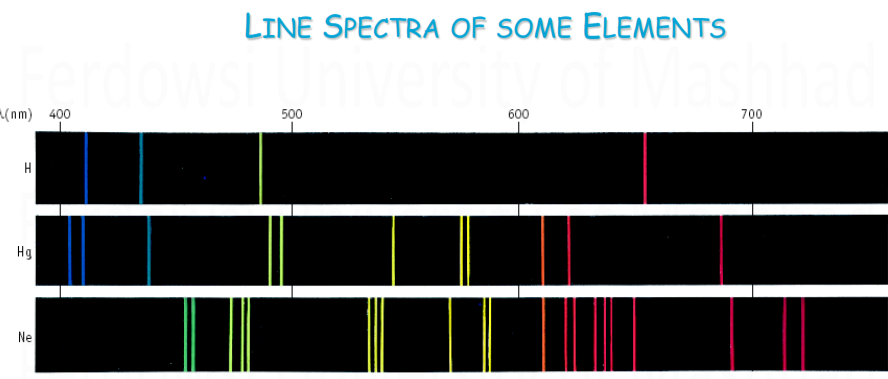 LINE SPECTRA OF SOME ELEMENTS
Ferdowsi University of Mashhad
λ(nm) 400 500 600 700
H
Hg
Ne